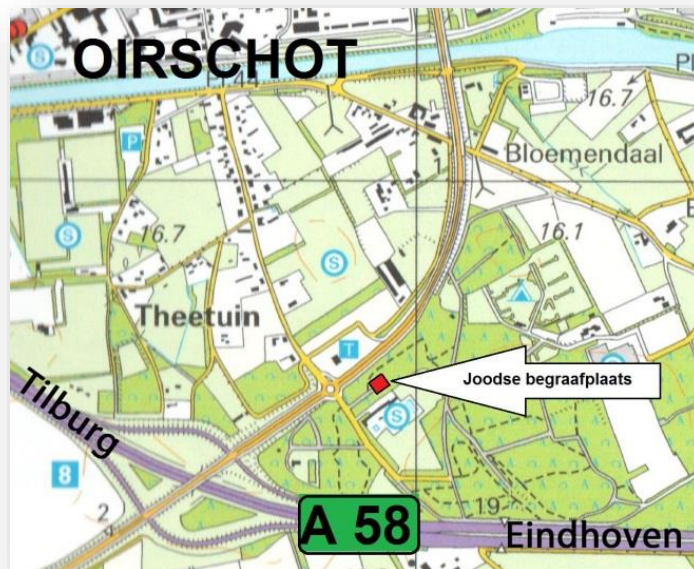 OIRSCHOT
S
16.7
P
Bloemendaal
S
16.7
S
16.1
Theetuin
T
Joodse begraafplaats
S
Tilburg
8
2
19
A 58
Eindhoven